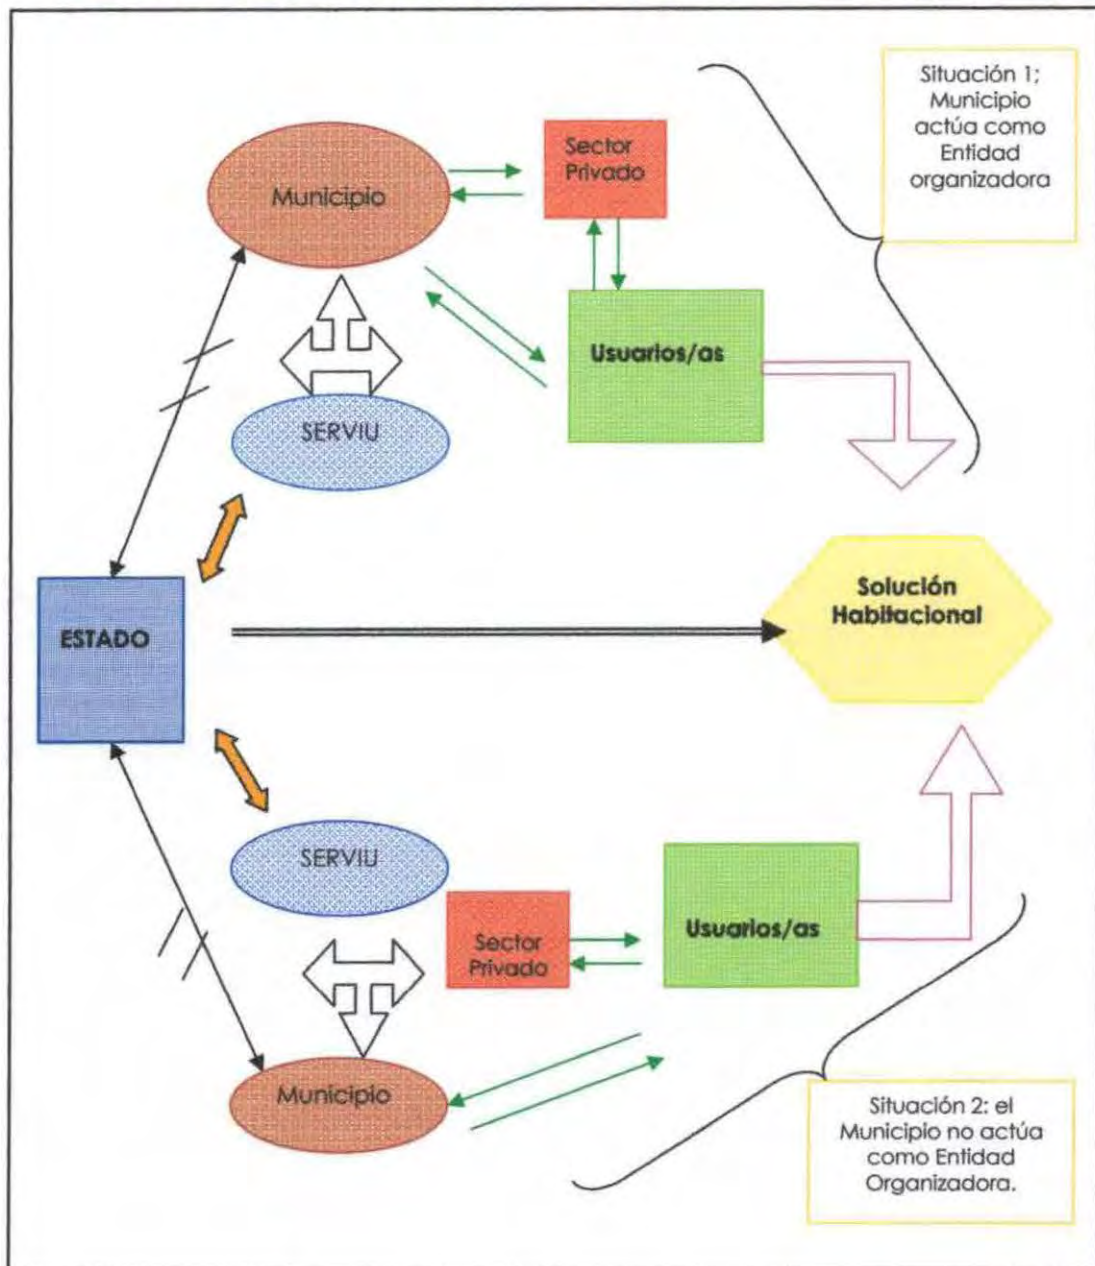 Situación 1;
Municipio
actúa como
Entidad
organizadora
Sector
Privado
Municipio
Usuarios/as
SERVIU
Solución
Habitacional
ESTADO
SERVIU
Usuarios/as
Sector
Privado
Municipio
Situación 2: el
Municipio no actúa
como Entidad
Organizadora.